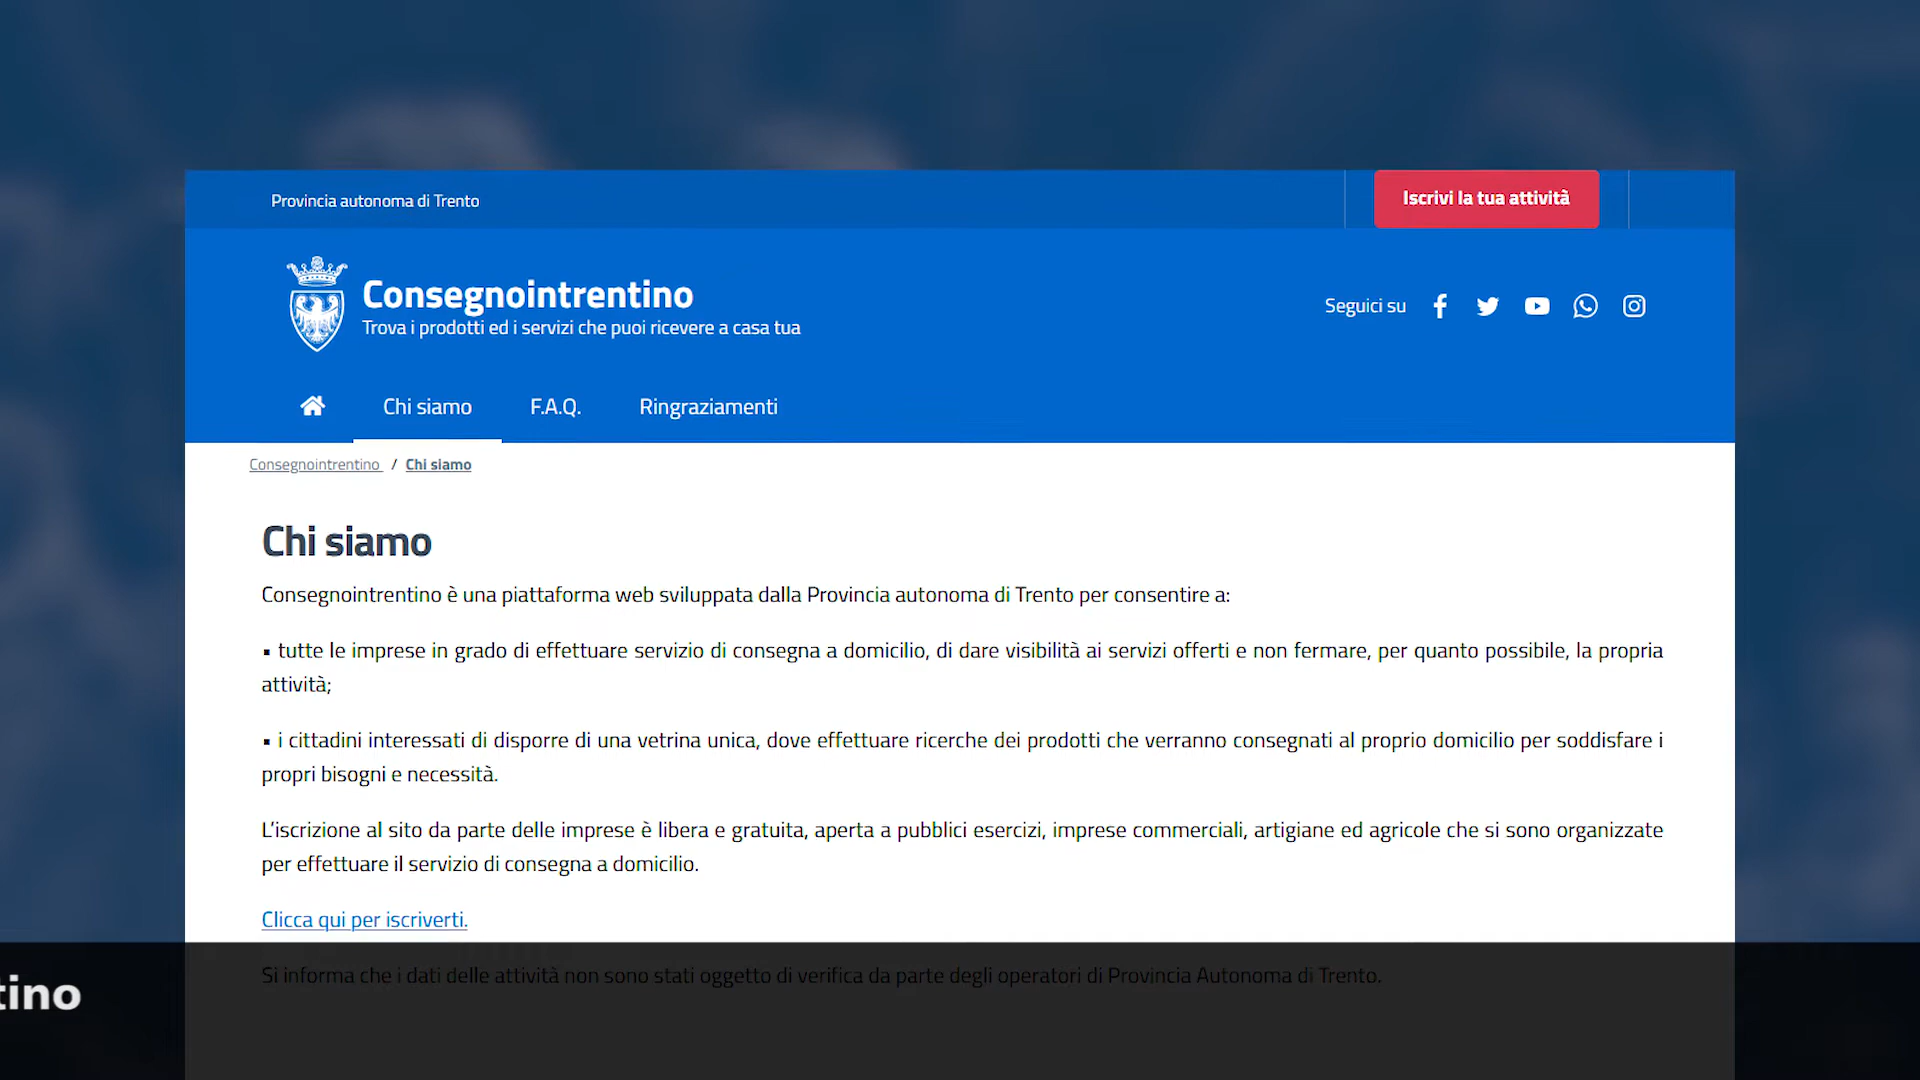 Provincia autonoma di Trento
Iscrivi la tua attività
Consegnointrentino
Trova i prodotti ed i servizi che puoi ricevere a casa tua
Seguici su
Chi siamo
F.A.Q.
Ringraziamenti
Consegnointrentino / Chi siamo
Chi siamo
Consegnointrentino è una piattaforma web sviluppata dalla Provincia autonoma di Trento per consentire a:
▪ tutte le imprese in grado di effettuare servizio di consegna a domicilio, di dare visibilità ai servizi offerti e non fermare, per quanto possibile, la propria
attività;
▪ i cittadini interessati di disporre di una vetrina unica, dove effettuare ricerche dei prodotti che verranno consegnati al proprio domicilio per soddisfare i
propri bisogni e necessità.
L'iscrizione al sito da parte delle imprese è libera e gratuita, aperta a pubblici esercizi, imprese commerciali, artigiane ed agricole che si sono organizzate
per effettuare il servizio di consegna a domicilio.
Clicca qui per iscriverti.
Si informa che i dati delle attività non sono stati oggetto di verifica da parte degli operatori di Provincia Autonoma di Trento.
tino